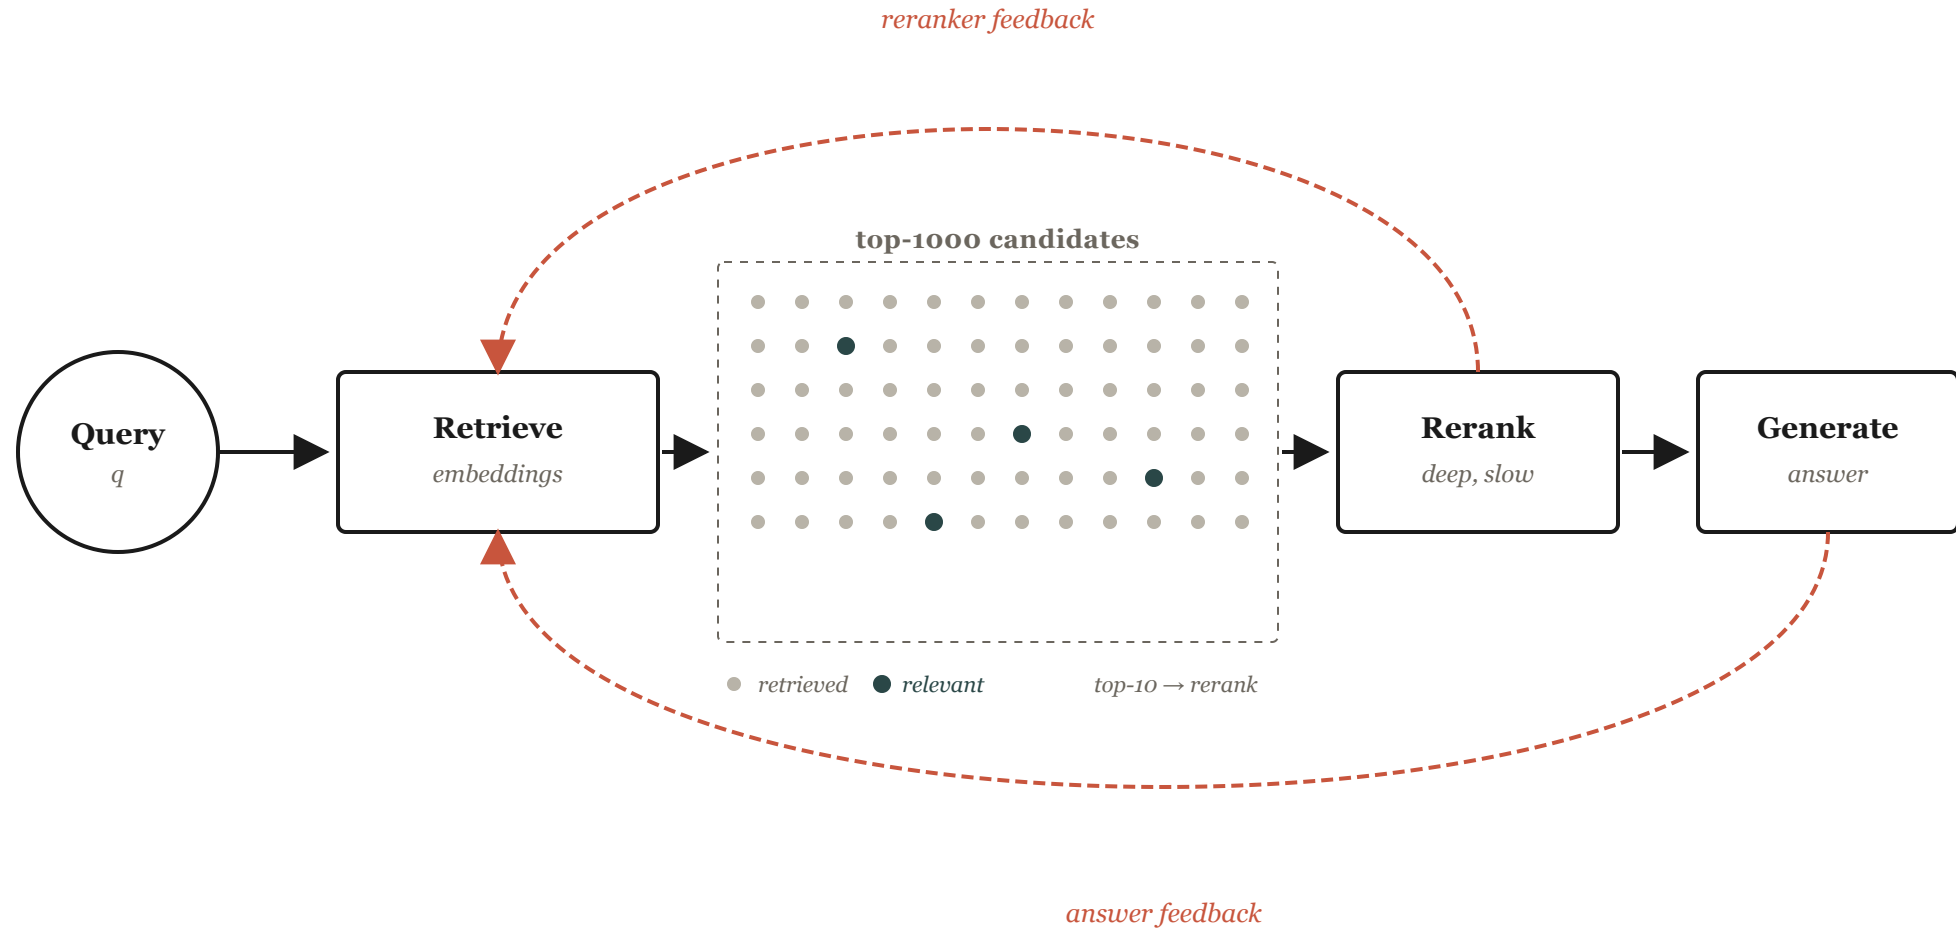 reranker feedback
top-1000 candidates
Query
q
Retrieve
embeddings
Rerank
deep, slow
Generate
answer
retrieved
relevant
top-10 → rerank
answer feedback